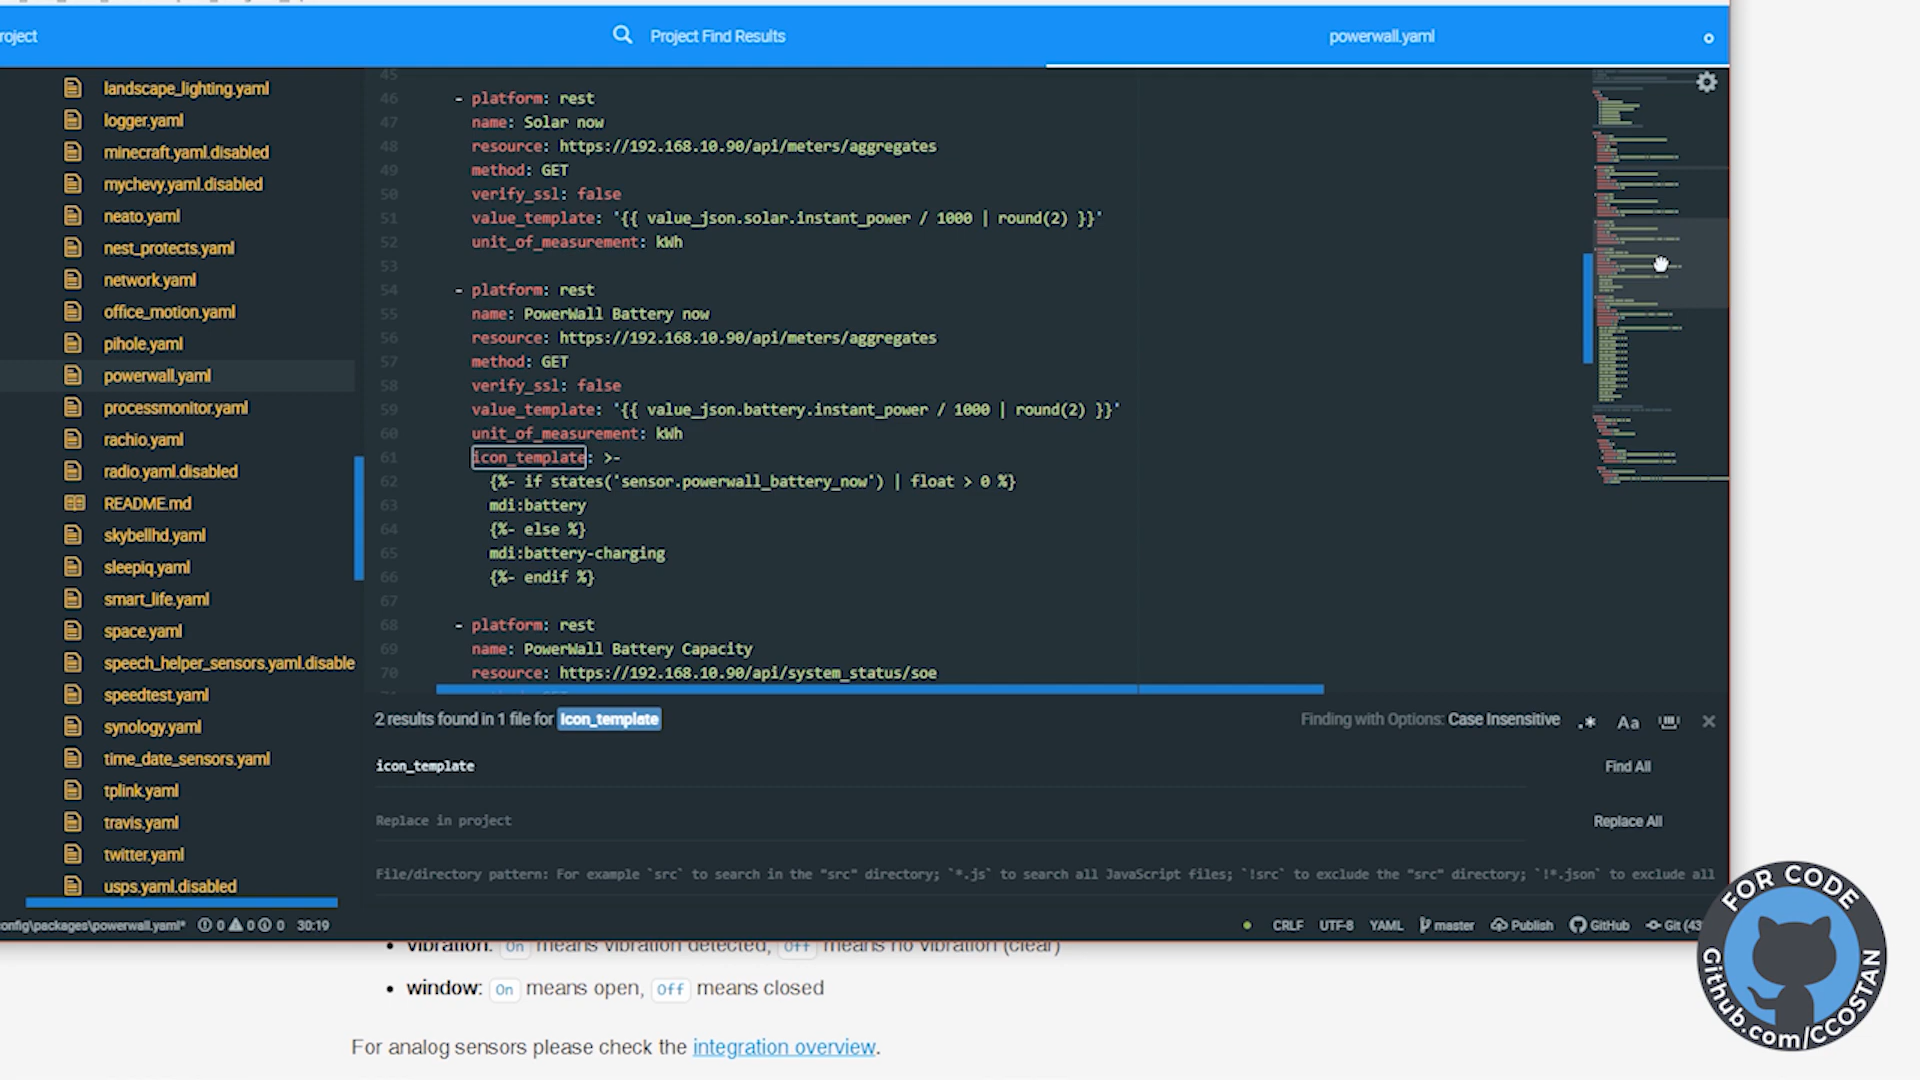 roject
Project Find Results
powerwall.yaml
landscape_lighting.yaml
logger.yaml
minecraft.yaml.disabled
mychevy.yaml.disabled
neato.yaml
nest_protects.yaml
network.yaml
office_motion.yaml
pihole.yaml
powerwall.yaml
processmonitor.yaml
rachio.yaml
radio.yaml.disabled
README.md
skybellhd.yaml
sleepiq.yaml
smart_life.yaml
space.yaml
speech_helper_sensors.yaml.disable
speedtest.yaml
synology.yaml
time_date_sensors.yaml
tplink.yaml
travis.yaml
twitter.yaml
usps.yaml.disabled
45
46 - platform: rest
47 name: Solar now
48 resource: https://192.168.10.90/api/meters/aggregates
49 method: GET
50 verify_ssl: false
51 value_template: '{{ value_json.solar.instant_power / 1000 | round(2) }}'
52 unit_of_measurement: kWh
53
54 - platform: rest
55 name: PowerWall Battery now
56 resource: https://192.168.10.90/api/meters/aggregates
57 method: GET
58 verify_ssl: false
59 value_template: '{{ value_json.battery.instant_power / 1000 | round(2) }}'
60 unit_of_measurement: kWh
61 icon_template: >-
62 {%- if states('sensor.powerwall_battery_now') | float > 0 %}
63 mdi:battery
64 {%- else %}
65 mdi:battery-charging
66 {%- endif %}
67
68 - platform: rest
69 name: PowerWall Battery Capacity
70 resource: https://192.168.10.90/api/system_status/soe
2 results found in 1 file for icon_template
Finding with Options: Case Insensitive
.* Aa
icon_template
Find All
Replace in project
Replace All
File/directory pattern: For example `src` to search in the "src" directory; `*.js` to search all JavaScript files; `!src` to exclude the "src" directory; `!*.json` to exclude all
onfig\packages\powerwall.yaml* 0 0 0 30:19
CRLF UTF-8 YAML master Publish GitHub Git (43
vibration: On means vibration detected, Off means no vibration (clear)
window: On means open, Off means closed
For analog sensors please check the integration overview.
FOR CODE
Github.com/CCOSTAN